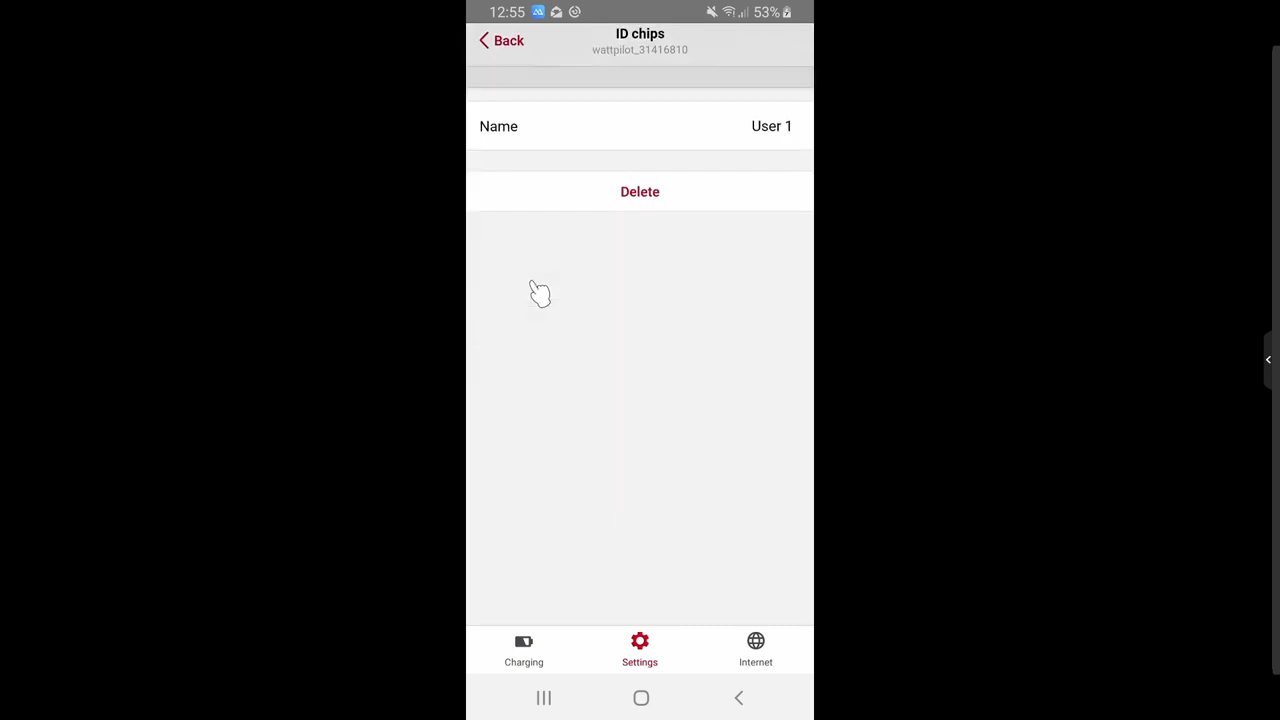 12:55 53%
Back
ID chips
wattpilot_31416810
Name User 1
Delete
Charging Settings Internet